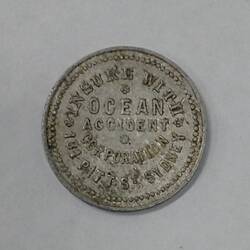 INSURE WITH
OCEAN
ACCIDENT
CORPORATION
PITT ST SYDNEY